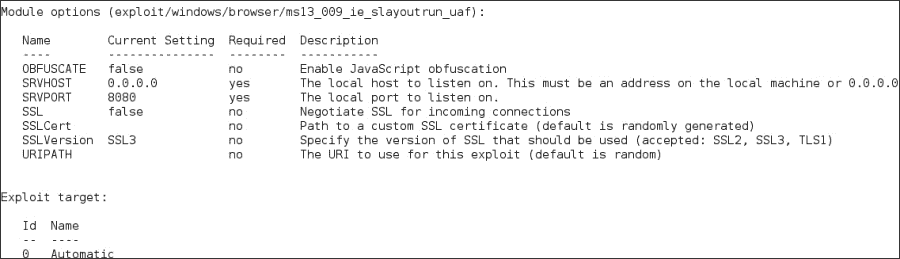 Module options (exploit/windows/browser/ms13_009_ie_slayoutrun_uaf):
Name Current Setting Required Description
---- --------------- -------- -----------
OBFUSCATE false no Enable JavaScript obfuscation
SRVHOST 0.0.0.0 yes The local host to listen on. This must be an address on the local machine or 0.0.0.0
SRVPORT 8080 yes The local port to listen on.
SSL false no Negotiate SSL for incoming connections
SSLCert no Path to a custom SSL certificate (default is randomly generated)
SSLVersion SSL3 no Specify the version of SSL that should be used (accepted: SSL2, SSL3, TLS1)
URIPATH no The URI to use for this exploit (default is random)
Exploit target:
Id Name
-- ----
0 Automatic